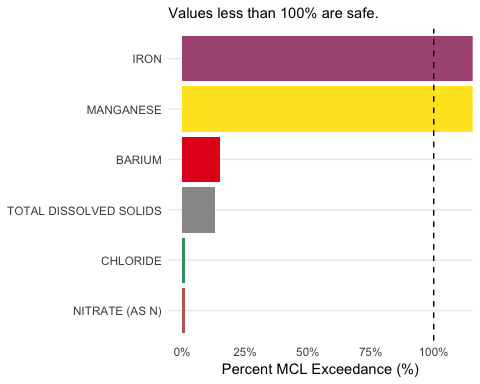 Values less than 100% are safe.
IRON
MANGANESE
BARIUM
TOTAL DISSOLVED SOLIDS
CHLORIDE
NITRATE (AS N)
0% 25% 50% 75% 100%
Percent MCL Exceedance (%)